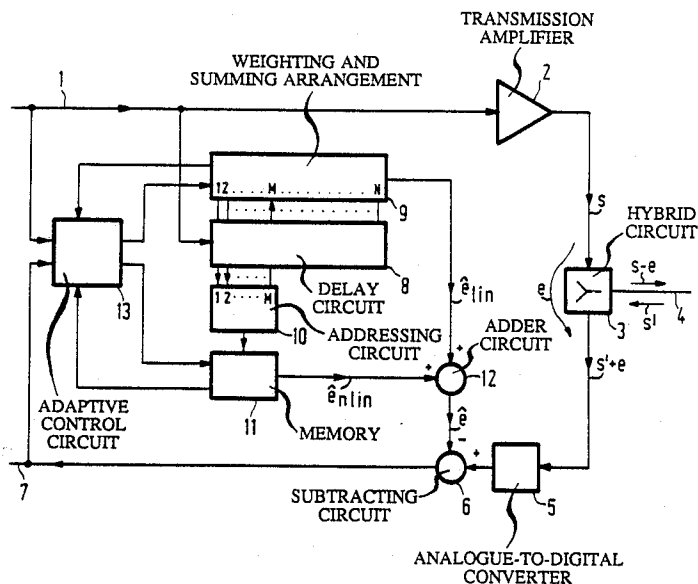 TRANSMISSION
AMPLIFIER
WEIGHTING AND
SUMMING ARRANGEMENT
1
2
12....M.........N
9
s
HYBRID
CIRCUIT
s-e
e
3
s'
4
13
8
DELAY
CIRCUIT
12....M
10
ADDRESSING
CIRCUIT
êlin
ADDER
CIRCUIT
+
+
12
s'+e
ADAPTIVE
CONTROL
CIRCUIT
11
MEMORY
ênlin
ê
-
+
7
6
5
SUBTRACTING
CIRCUIT
ANALOGUE-TO-DIGITAL
CONVERTER